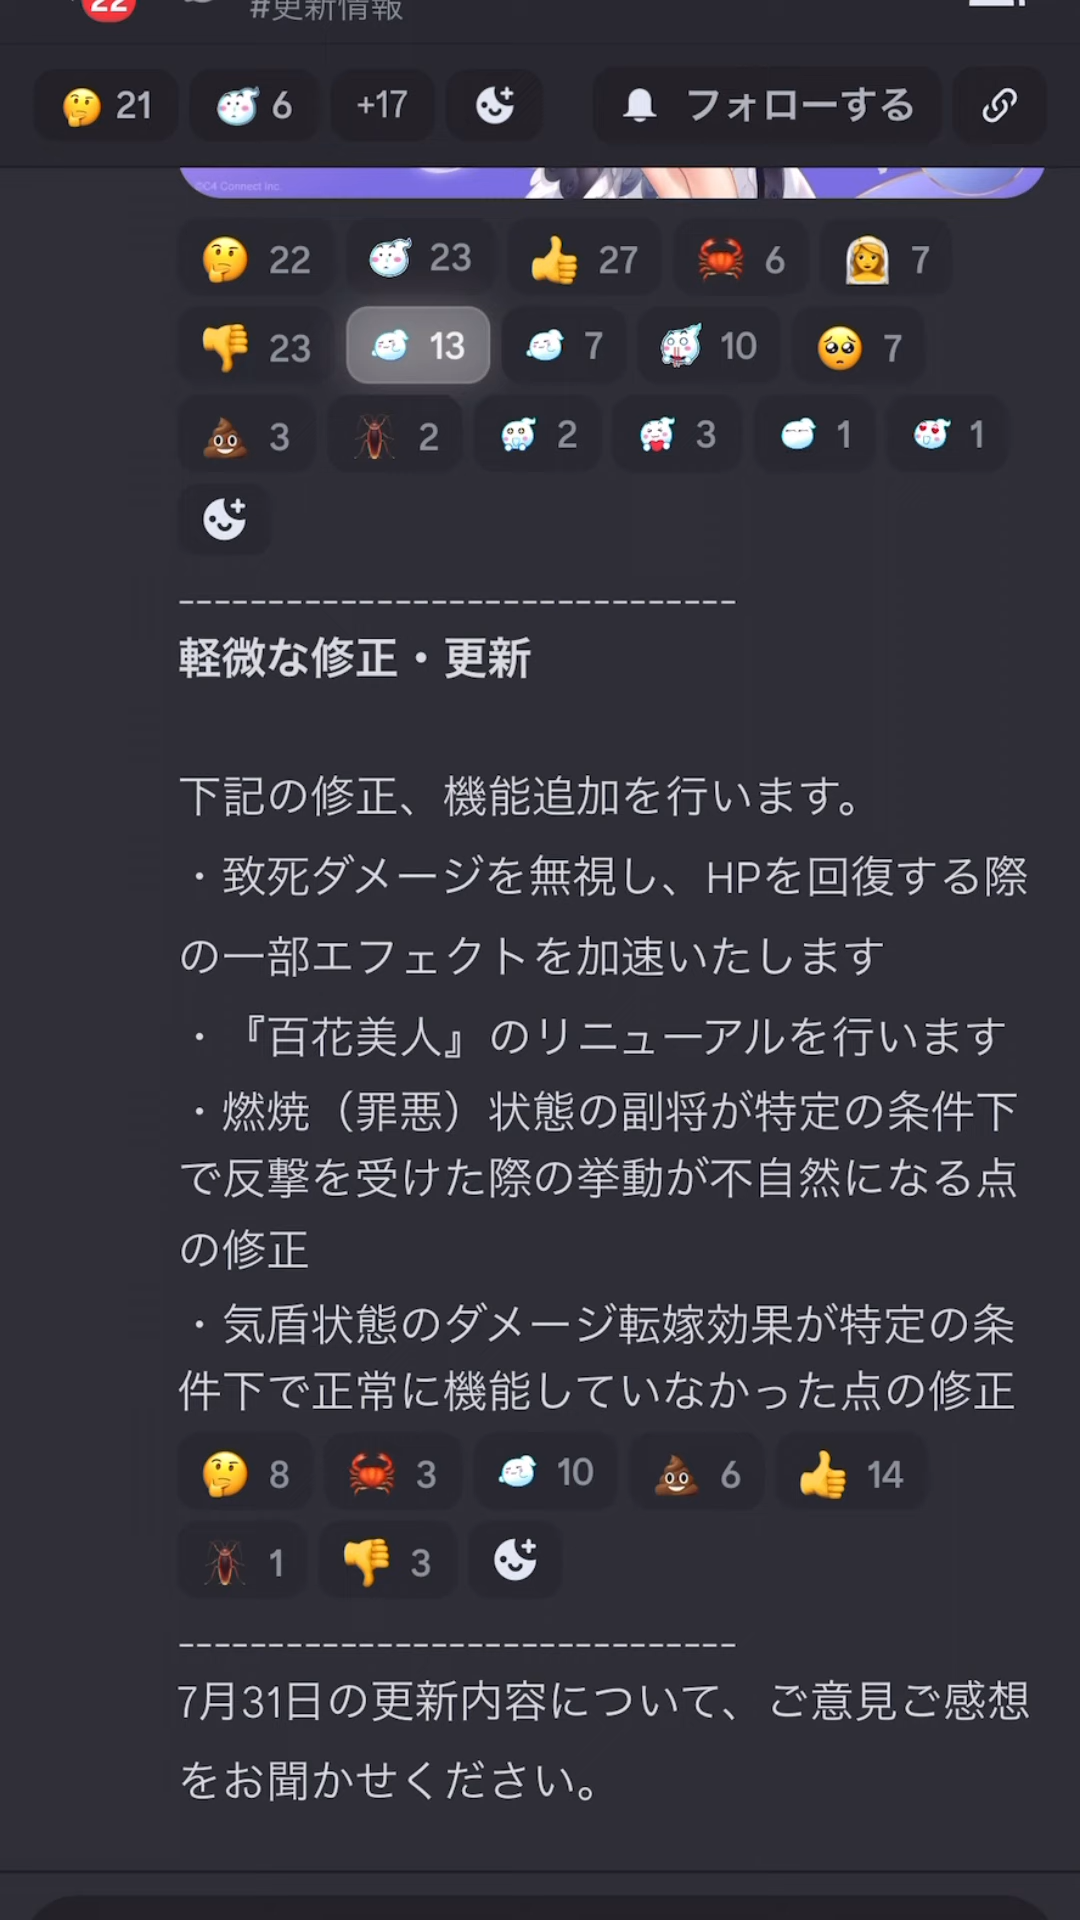 22
#更新情報
21
6
+17
フォローする
©C4 Connect Inc.
22
23
27
6
7
23
13
7
10
7
3
2
2
3
1
1
-------------------------------
軽微な修正・更新
下記の修正、機能追加を行います。
・致死ダメージを無視し、HPを回復する際
の一部エフェクトを加速いたします
・『百花美人』のリニューアルを行います
・燃焼（罪悪）状態の副将が特定の条件下
で反撃を受けた際の挙動が不自然になる点
の修正
・気盾状態のダメージ転嫁効果が特定の条
件下で正常に機能していなかった点の修正
8
3
10
6
14
1
3
-------------------------------
7月31日の更新内容について、ご意見ご感想
をお聞かせください。